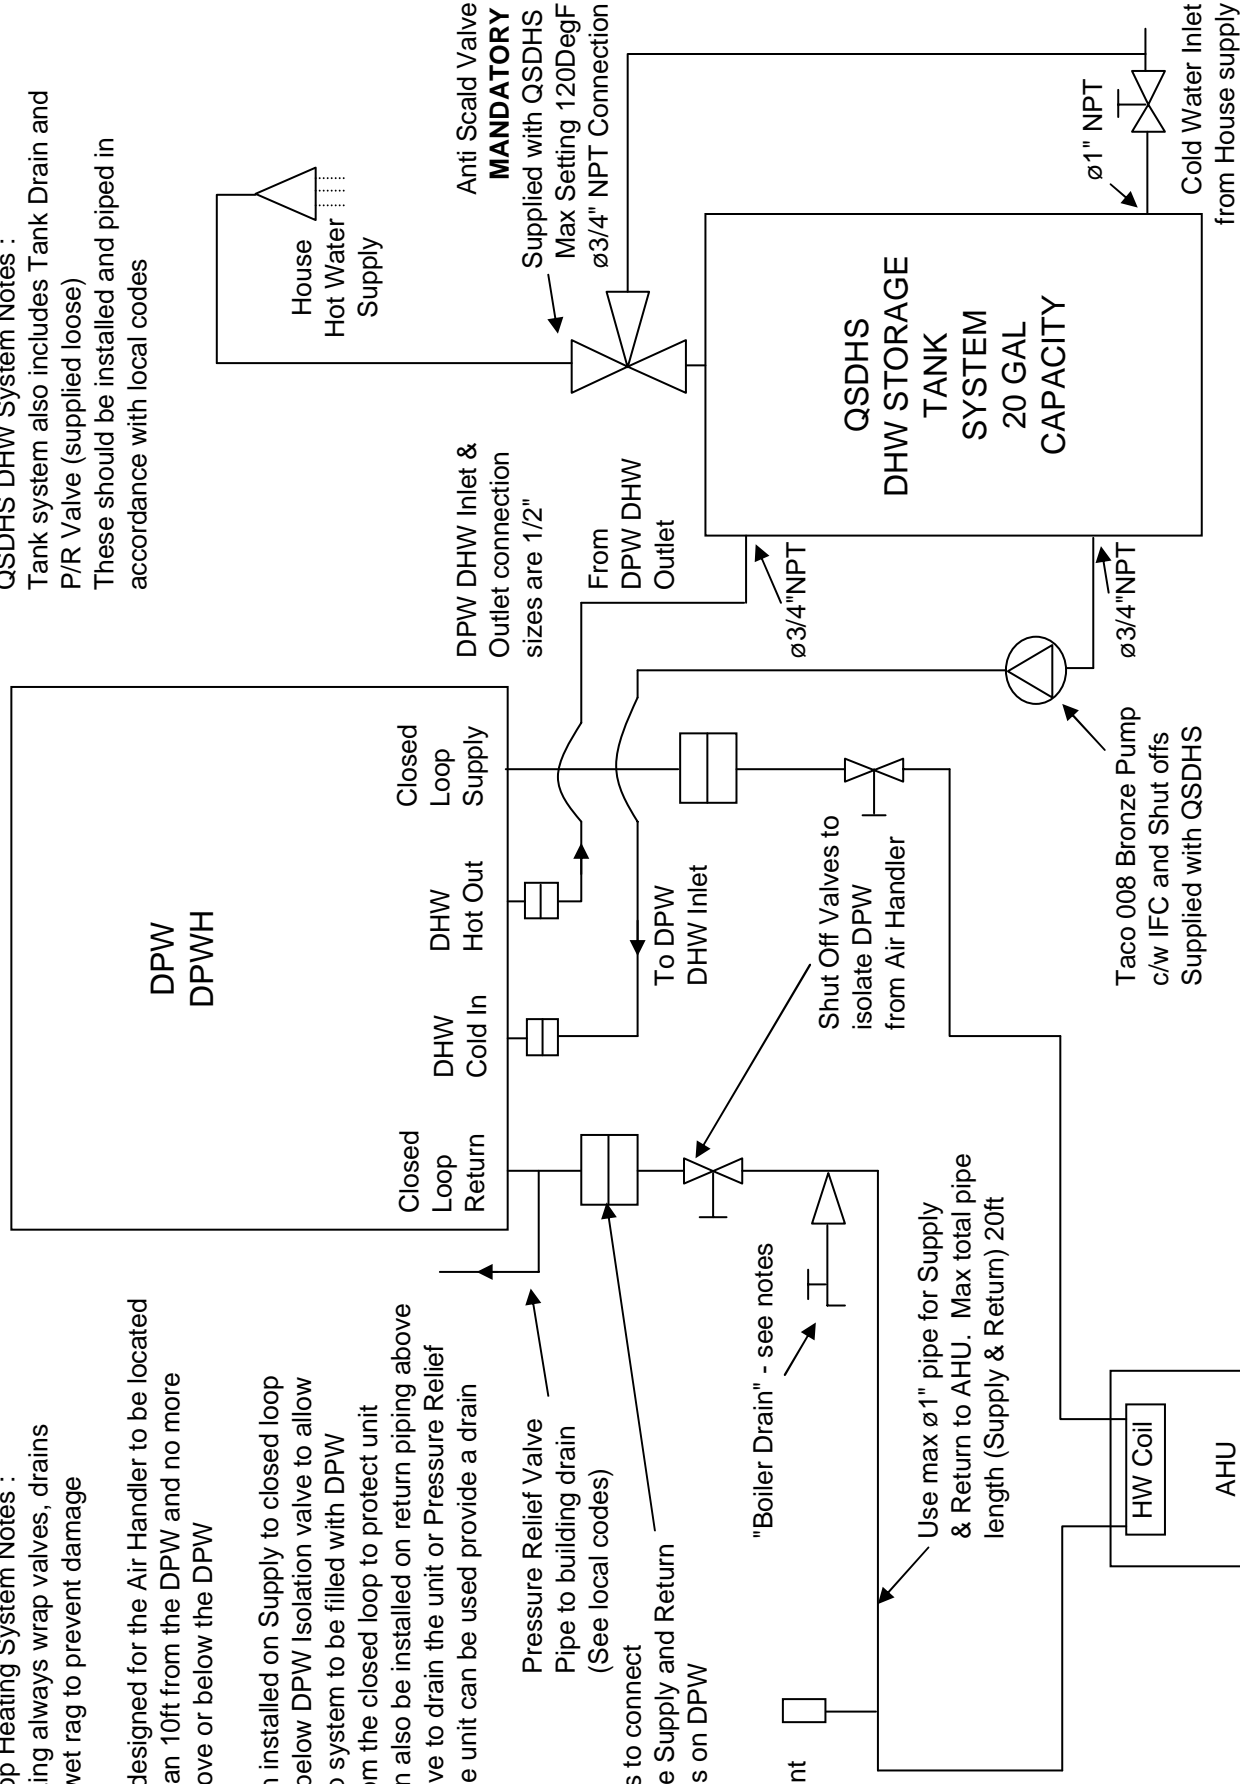 QSDHS DHW System Notes :
Tank system also includes Tank Drain and
P/R Valve (supplied loose)
These should be installed and piped in
accordance with local codes
House
Hot Water
Supply
Anti Scald Valve
MANDATORY
Supplied with QSDHS
Max Setting 120DegF
ø3/4" NPT Connection
ø1" NPT
Cold Water Inlet
from House supply
QSDHS
DHW STORAGE
TANK
SYSTEM
20 GAL
CAPACITY
DPW DHW Inlet &
Outlet connection
sizes are 1/2"
From
DPW DHW
Outlet
ø3/4"NPT
ø3/4"NPT
Taco 008 Bronze Pump
c/w IFC and Shut offs
Supplied with QSDHS
DPW
DPWH
Closed
Loop
Supply
DHW
Hot Out
DHW
Cold In
Closed
Loop
Return
To DPW
DHW Inlet
Shut Off Valves to
isolate DPW
from Air Handler
Heating System Notes :
always wrap valves, drains
wet rag to prevent damage
designed for the Air Handler to be located
10ft from the DPW and no more
or below the DPW
installed on Supply to closed loop
below DPW Isolation valve to allow
system to be filled with DPW
the closed loop to protect unit
also be installed on return piping above
to drain the unit or Pressure Relief
unit can be used provide a drain
Pressure Relief Valve
Pipe to building drain
(See local codes)
to connect
Supply and Return
on DPW
"Boiler Drain" - see notes
Use max ø1" pipe for Supply
& Return to AHU. Max total pipe
length (Supply & Return) 20ft
HW Coil
AHU